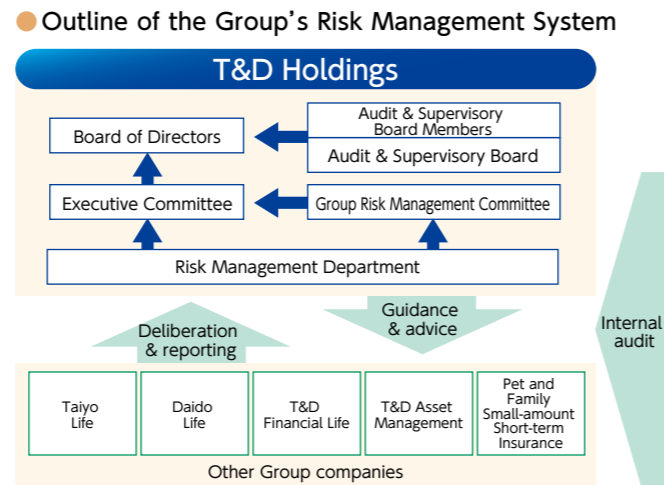 Outline of the Group's Risk Management System
T&D Holdings
Board of Directors
Audit & Supervisory
Board Members
Audit & Supervisory Board
Executive Committee
Group Risk Management Committee
Risk Management Department
Deliberation
& reporting
Guidance
& advice
Internal
audit
Taiyo
Life
Daido
Life
T&D
Financial Life
T&D Asset
Management
Pet and
Family
Small-amount
Short-term
Insurance
Other Group companies